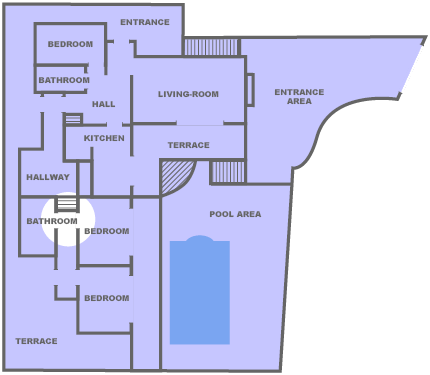 ENTRANCE
BEDROOM
BATHROOM
HALL
LIVING-ROOM
ENTRANCE
AREA
KITCHEN
TERRACE
HALLWAY
BATHROOM
BEDROOM
POOL AREA
BEDROOM
TERRACE